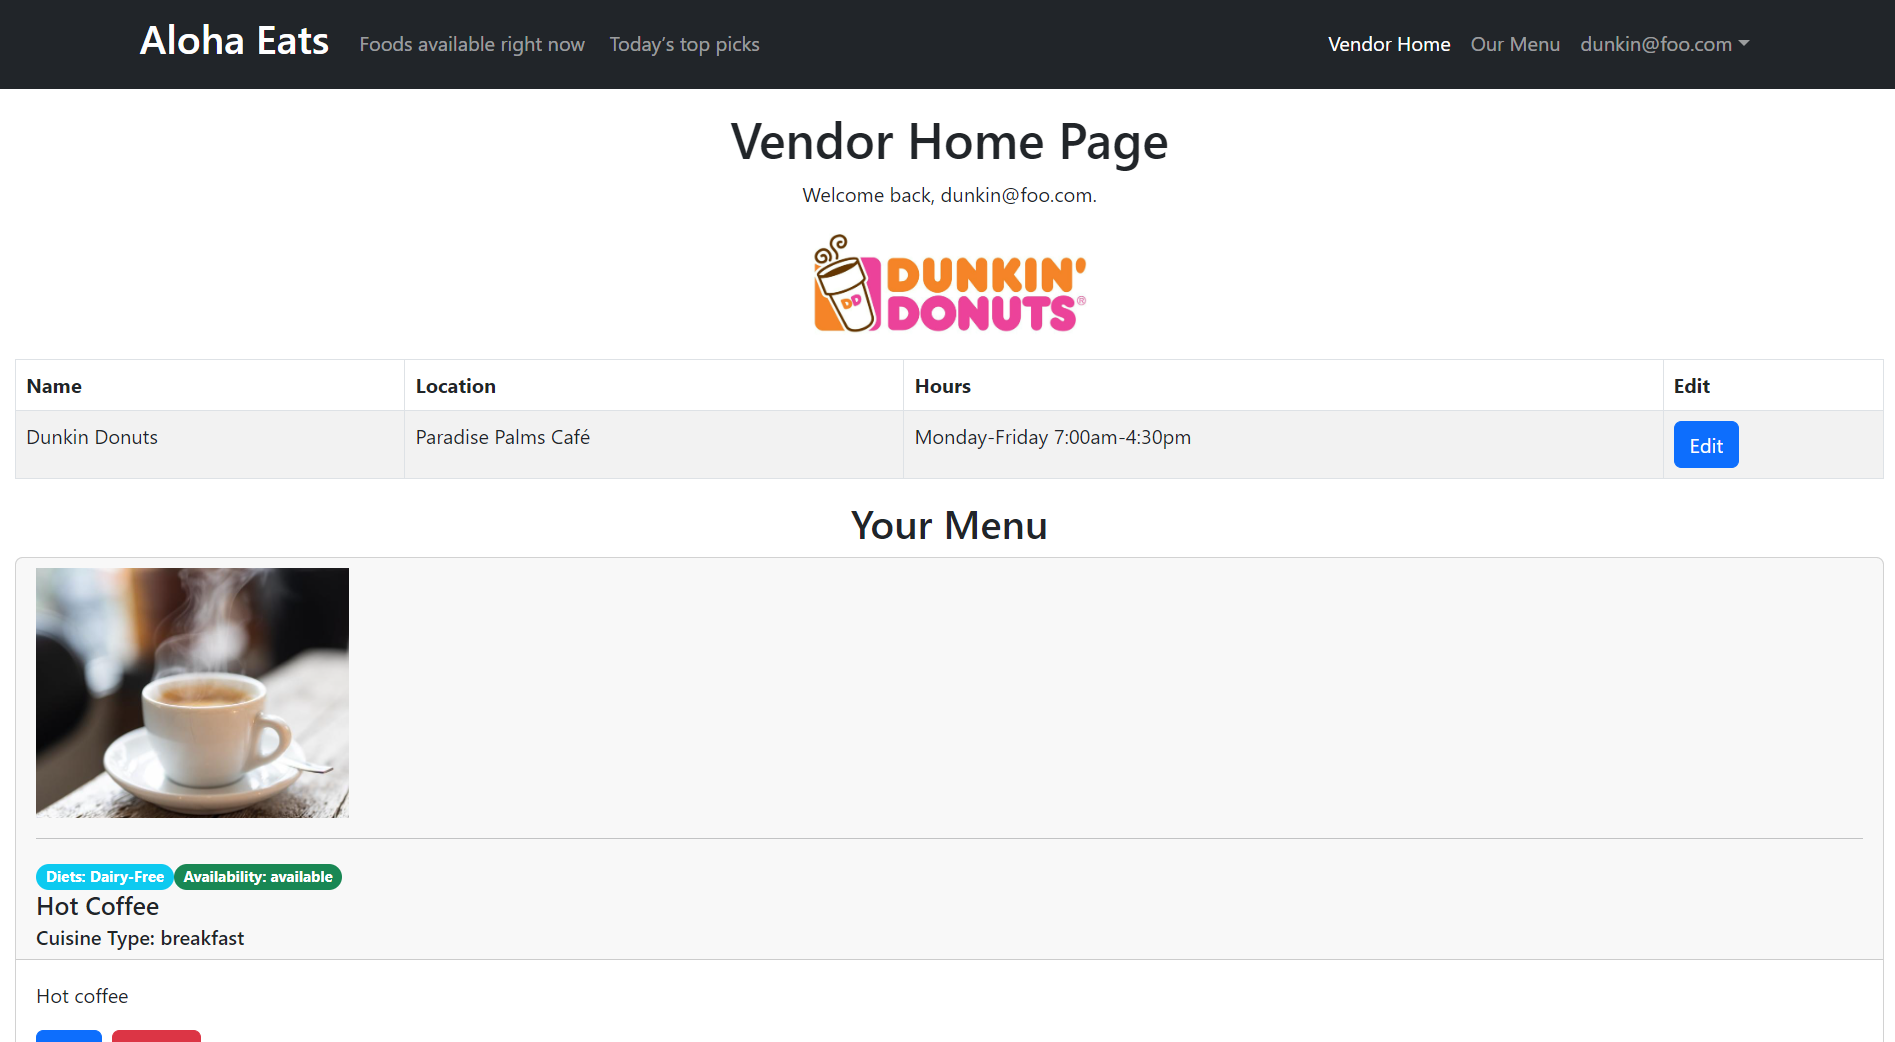 Aloha Eats Foods available right now Today's top picks Vendor Home Our Menu dunkin@foo.com
Vendor Home Page
Welcome back, dunkin@foo.com.
DUNKIN'
DONUTS®
DD
Name Location Hours Edit
Dunkin Donuts Paradise Palms Café Monday-Friday 7:00am-4:30pm Edit
Your Menu
Diets: Dairy-Free Availability: available
Hot Coffee
Cuisine Type: breakfast
Hot coffee